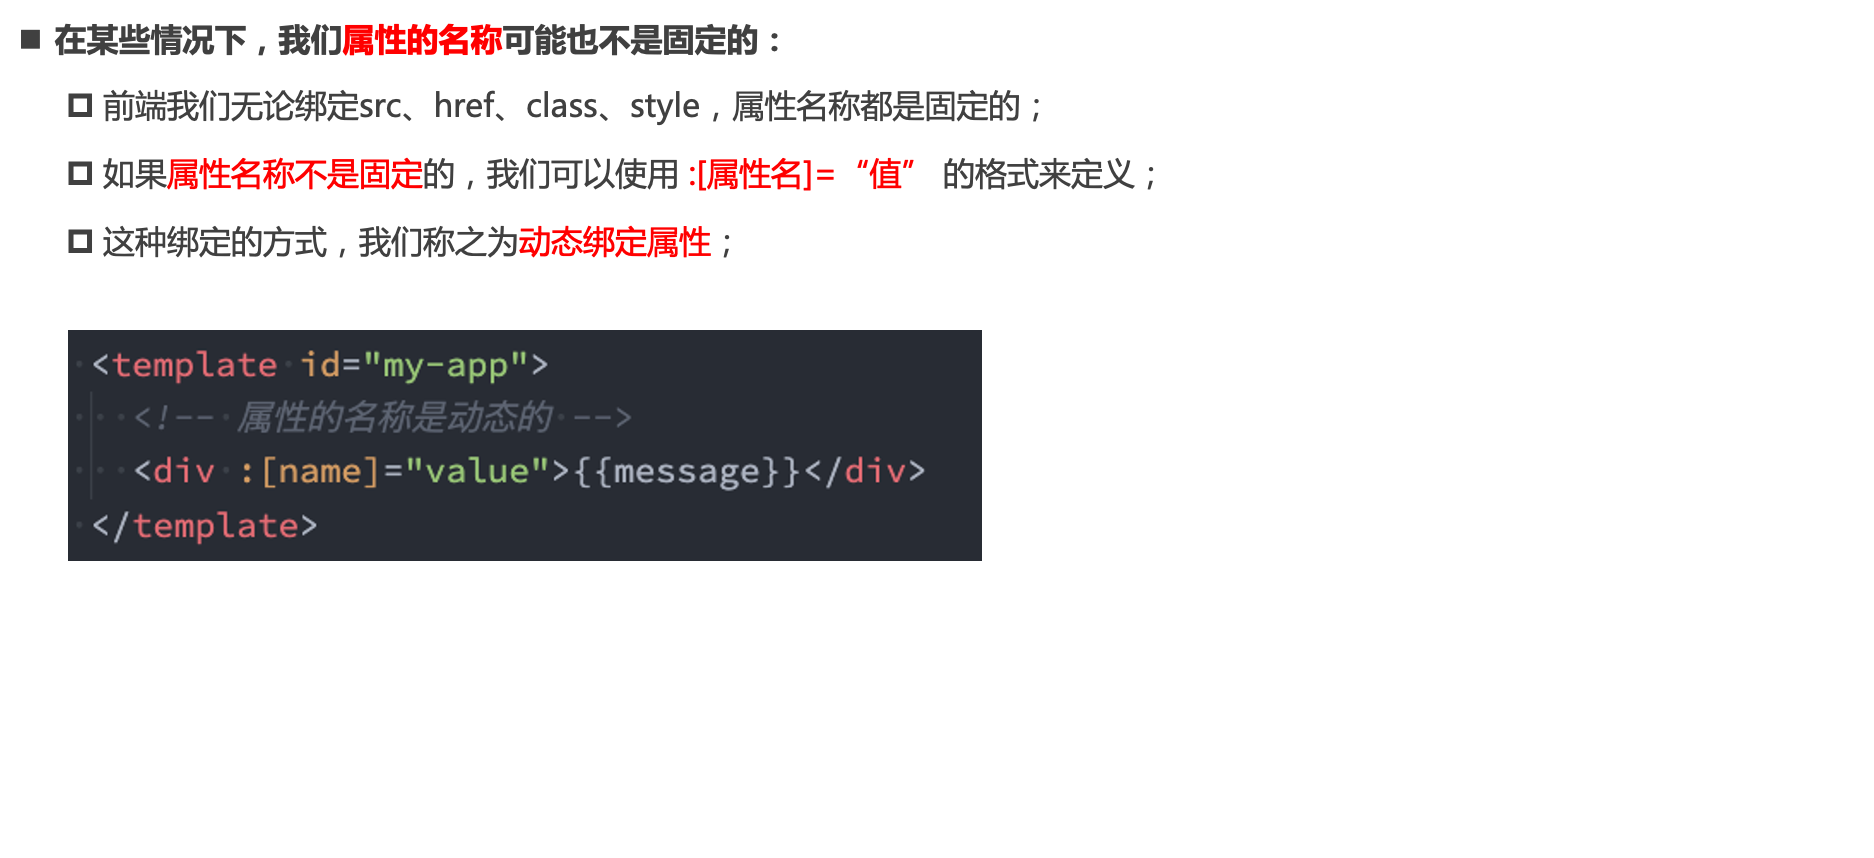 在某些情况下，我们属性的名称可能也不是固定的：
前端我们无论绑定src、href、class、style，属性名称都是固定的；
如果属性名称不是固定的，我们可以使用 :[属性名]=“值” 的格式来定义；
这种绑定的方式，我们称之为动态绑定属性；
<template id="my-app">
<!-- 属性的名称是动态的 -->
<div :[name]="value">{{message}}</div>
</template>